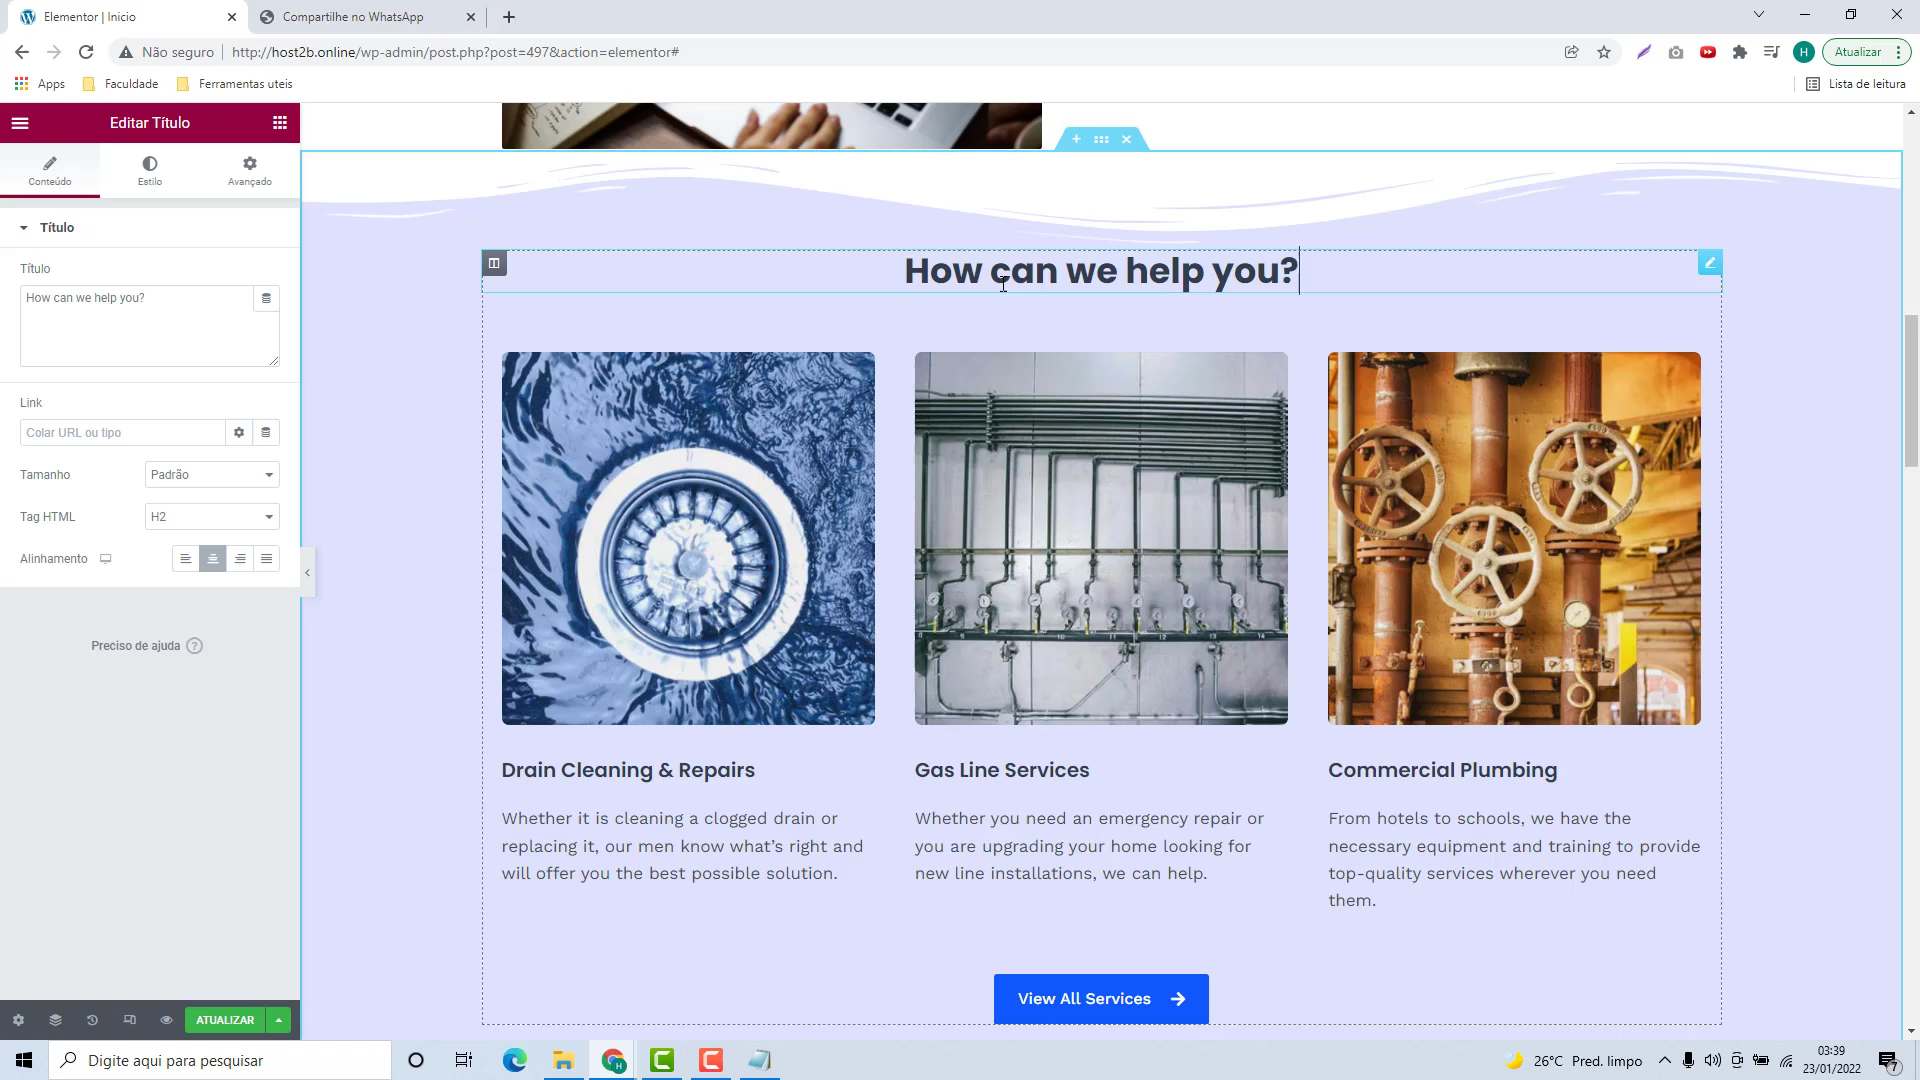 Elementor | Inicio
Compartilhe no WhatsApp
Não seguro
http://host2b.online/wp-admin/post.php?post=497&action=elementor#
H
Atualizar
Apps
Faculdade
Ferramentas uteis
Lista de leitura
Editar Título
Conteúdo
Estilo
Avançado
Título
Título
How can we help you?
Link
Colar URL ou tipo
Tamanho
Padrão
Tag HTML
H2
Alinhamento
Preciso de ajuda ?
ATUALIZAR
How can we help you?
Drain Cleaning & Repairs
Whether it is cleaning a clogged drain or
replacing it, our men know what's right and
will offer you the best possible solution.
Gas Line Services
Whether you need an emergency repair or
you are upgrading your home looking for
new line installations, we can help.
Commercial Plumbing
From hotels to schools, we have the
necessary equipment and training to provide
top-quality services wherever you need
them.
View All Services
Digite aqui para pesquisar
26°C Pred. limpo
03:39
23/01/2022
7